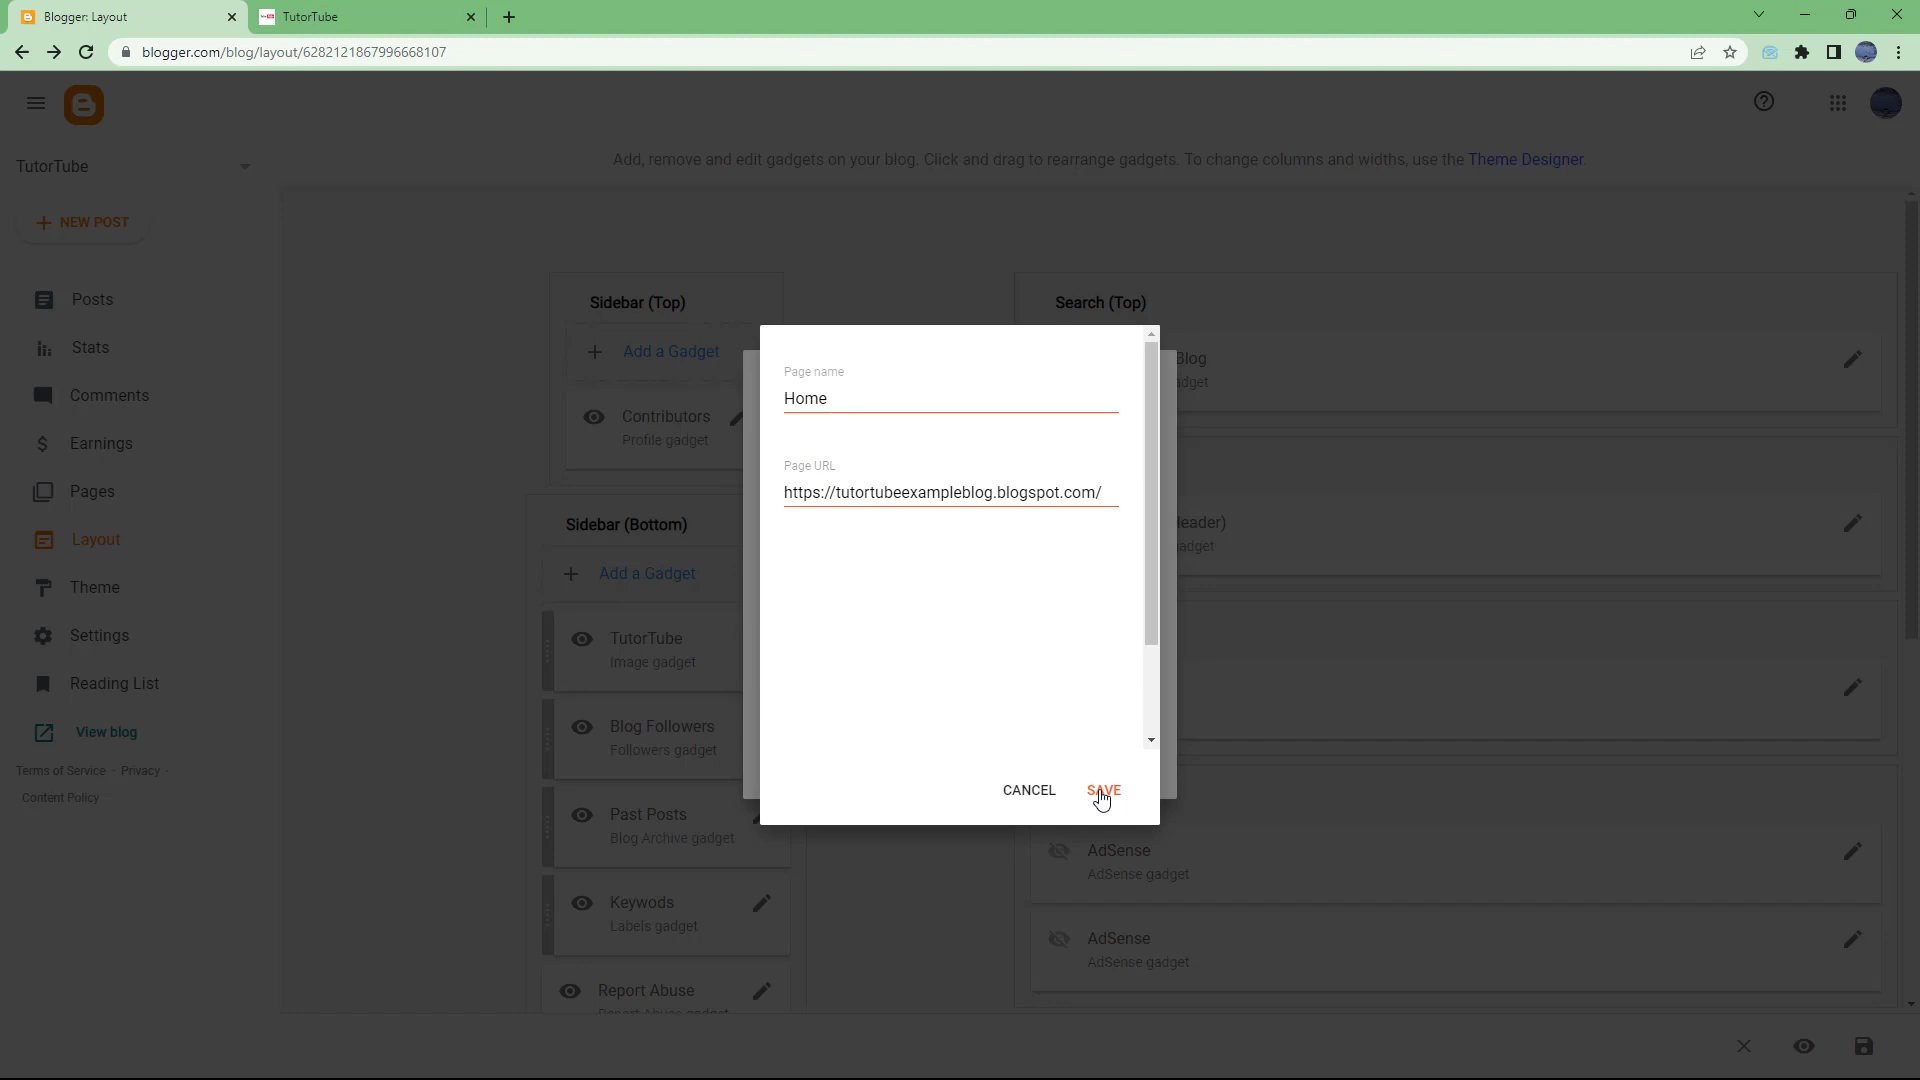 Blogger: Layout
TutorTube
blogger.com/blog/layout/6282121867996668107
TutorTube
Add, remove and edit gadgets on your blog. Click and drag to rearrange gadgets. To change columns and widths, use the Theme Designer.
NEW POST
Posts
Stats
Comments
Earnings
Pages
Layout
Theme
Settings
Reading List
View blog
Terms of Service · Privacy ·
Content Policy
Sidebar (Top)
Add a Gadget
Contributors
Profile gadget
Sidebar (Bottom)
Add a Gadget
TutorTube
Image gadget
Blog Followers
Followers gadget
Past Posts
Blog Archive gadget
Keywods
Labels gadget
Report Abuse
Page name
Home
Page URL
https://tutortubeexampleblog.blogspot.com/
CANCEL
SAVE
Search (Top)
Blog
adget
eader)
adget
AdSense
AdSense gadget
AdSense
AdSense gadget